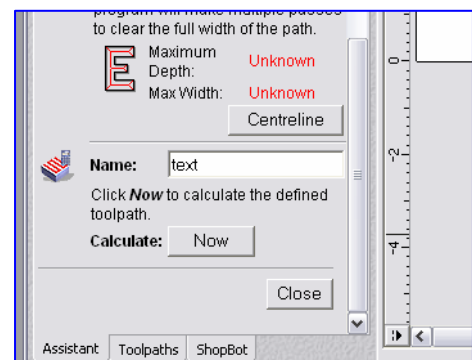 program will make multiple passes
to clear the full width of the path.
Maximum
Depth:
Unknown
Max Width:
Unknown
Centreline
Name:
text
Click Now to calculate the defined
toolpath.
Calculate:
Now
Close
Assistant
Toolpaths
ShopBot
0
-2
-4